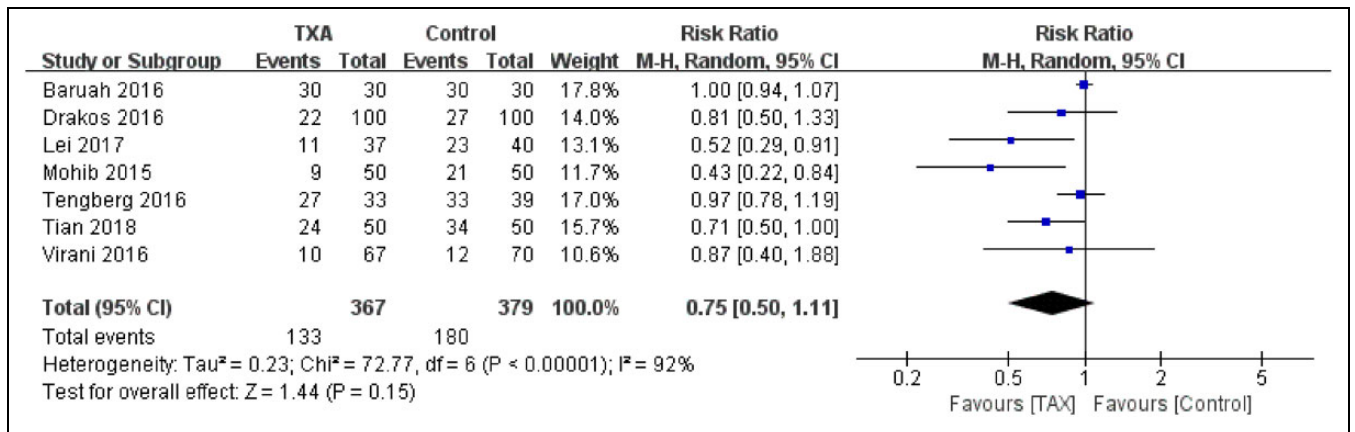 TXA Control Risk Ratio Risk Ratio
Study or Subgroup Events Total Events Total Weight M-H, Random, 95% CI M-H, Random, 95% CI
Baruah 2016 30 30 30 30 17.8% 1.00 [0.94, 1.07]
Drakos 2016 22 100 27 100 14.0% 0.81 [0.50, 1.33]
Lei 2017 11 37 23 40 13.1% 0.52 [0.29, 0.91]
Mohib 2015 9 50 21 50 11.7% 0.43 [0.22, 0.84]
Tengberg 2016 27 33 33 39 17.0% 0.97 [0.78, 1.19]
Tian 2018 24 50 34 50 15.7% 0.71 [0.50, 1.00]
Virani 2016 10 67 12 70 10.6% 0.87 [0.40, 1.88]
Total (95% CI) 367 379 100.0% 0.75 [0.50, 1.11]
Total events 133 180
Heterogeneity: Tau² = 0.23; Chi² = 72.77, df = 6 (P < 0.00001); I² = 92%
Test for overall effect: Z = 1.44 (P = 0.15)
0.2 0.5 1 2 5
Favours [TAX] Favours [Control]